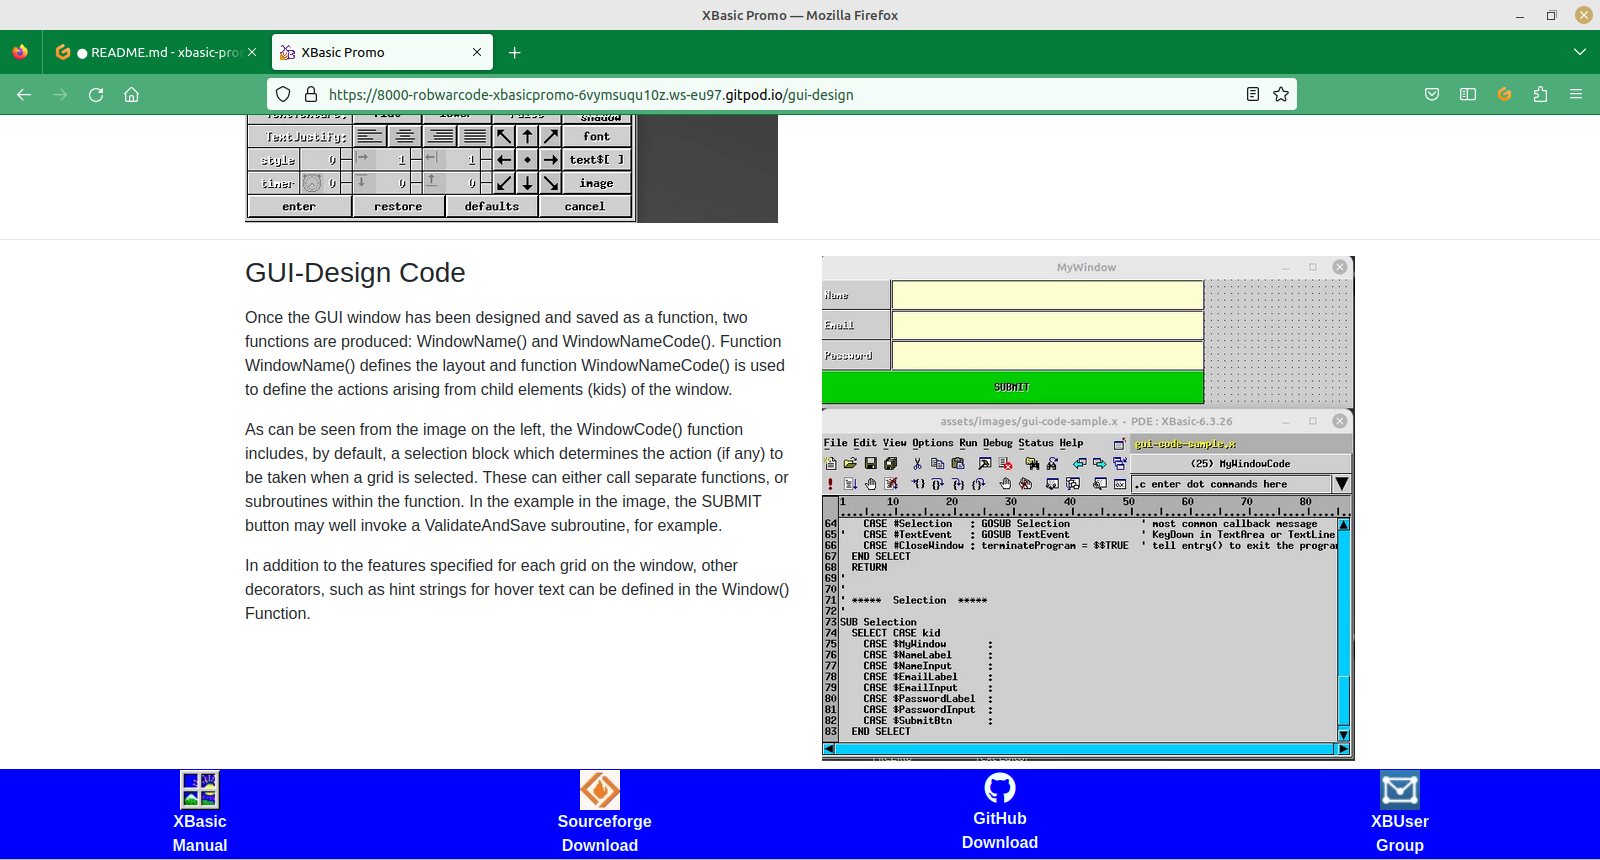 XBasic Promo — Mozilla Firefox
● README.md - xbasic-pro
XBasic Promo
https://8000-robwarcode-xbasicpromo-6vymsuqu10z.ws-eu97.gitpod.io/gui-design
shadow
TextJustify:
font
style 0 1 1 text$[ ]
timer 0 0 0 image
enter restore defaults cancel
GUI-Design Code
Once the GUI window has been designed and saved as a function, two
functions are produced: WindowName() and WindowNameCode(). Function
WindowName() defines the layout and function WindowNameCode() is used
to define the actions arising from child elements (kids) of the window.
As can be seen from the image on the left, the WindowCode() function
includes, by default, a selection block which determines the action (if any) to
be taken when a grid is selected. These can either call separate functions, or
subroutines within the function. In the example in the image, the SUBMIT
button may well invoke a ValidateAndSave subroutine, for example.
In addition to the features specified for each grid on the window, other
decorators, such as hint strings for hover text can be defined in the Window()
Function.
MyWindow
Name
Email
Password
SUBMIT
assets/images/gui-code-sample.x - PDE : XBasic-6.3.26
File Edit View Options Run Debug Status Help
gui-code-sample.x
(25) MyWindowCode
.c enter dot commands here
1 10 20 30 40 50 60 70 80
64 CASE #Selection : GOSUB Selection ' most common callback message
65 ' CASE #TextEvent : GOSUB TextEvent ' KeyDown in TextArea or TextLine
66 CASE #CloseWindow : terminateProgram = $$TRUE ' tell entry() to exit the progra
67 END SELECT
68 RETURN
69 '
70 '
71 ' ***** Selection *****
72 '
73 SUB Selection
74 SELECT CASE kid
75 CASE $MyWindow :
76 CASE $NameLabel :
77 CASE $NameInput :
78 CASE $EmailLabel :
79 CASE $EmailInput :
80 CASE $PasswordLabel :
81 CASE $PasswordInput :
82 CASE $SubmitBtn :
83 END SELECT
XBasic
Manual
Sourceforge
Download
GitHub
Download
XBUser
Group